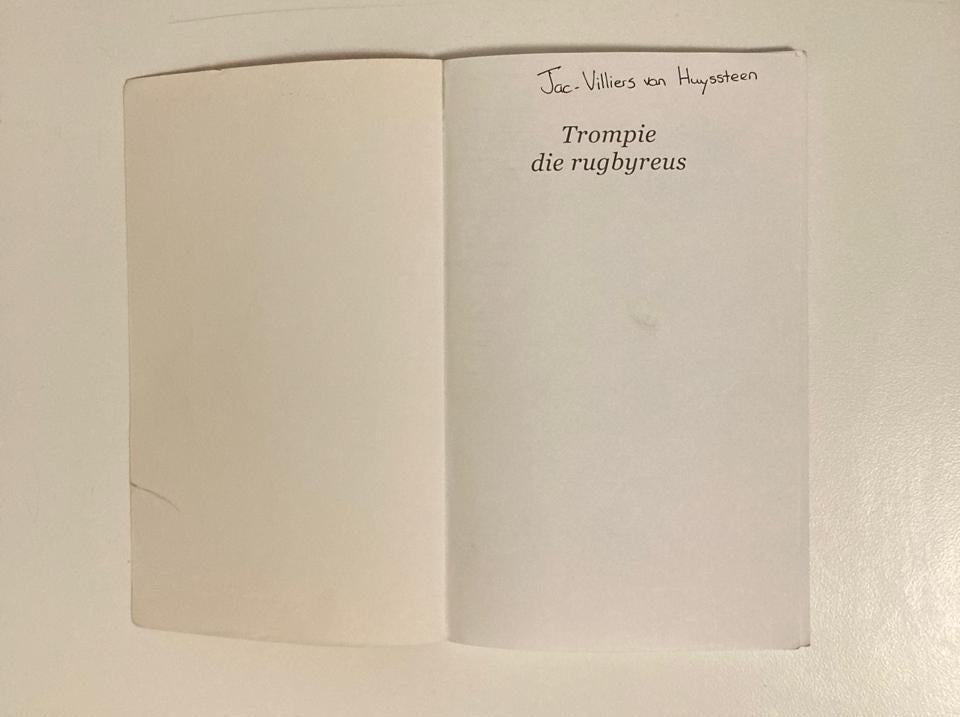 Jac-Villiers van Huyssteen
Trompie
die rugbyreus